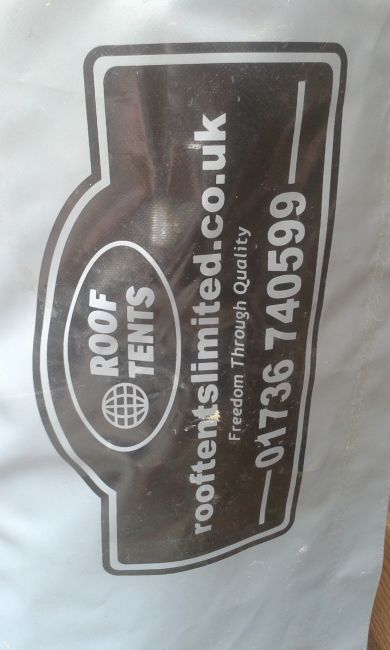 ROOF
TENTS
rooftentslimited.co.uk
Freedom Through Quality
01736 740599